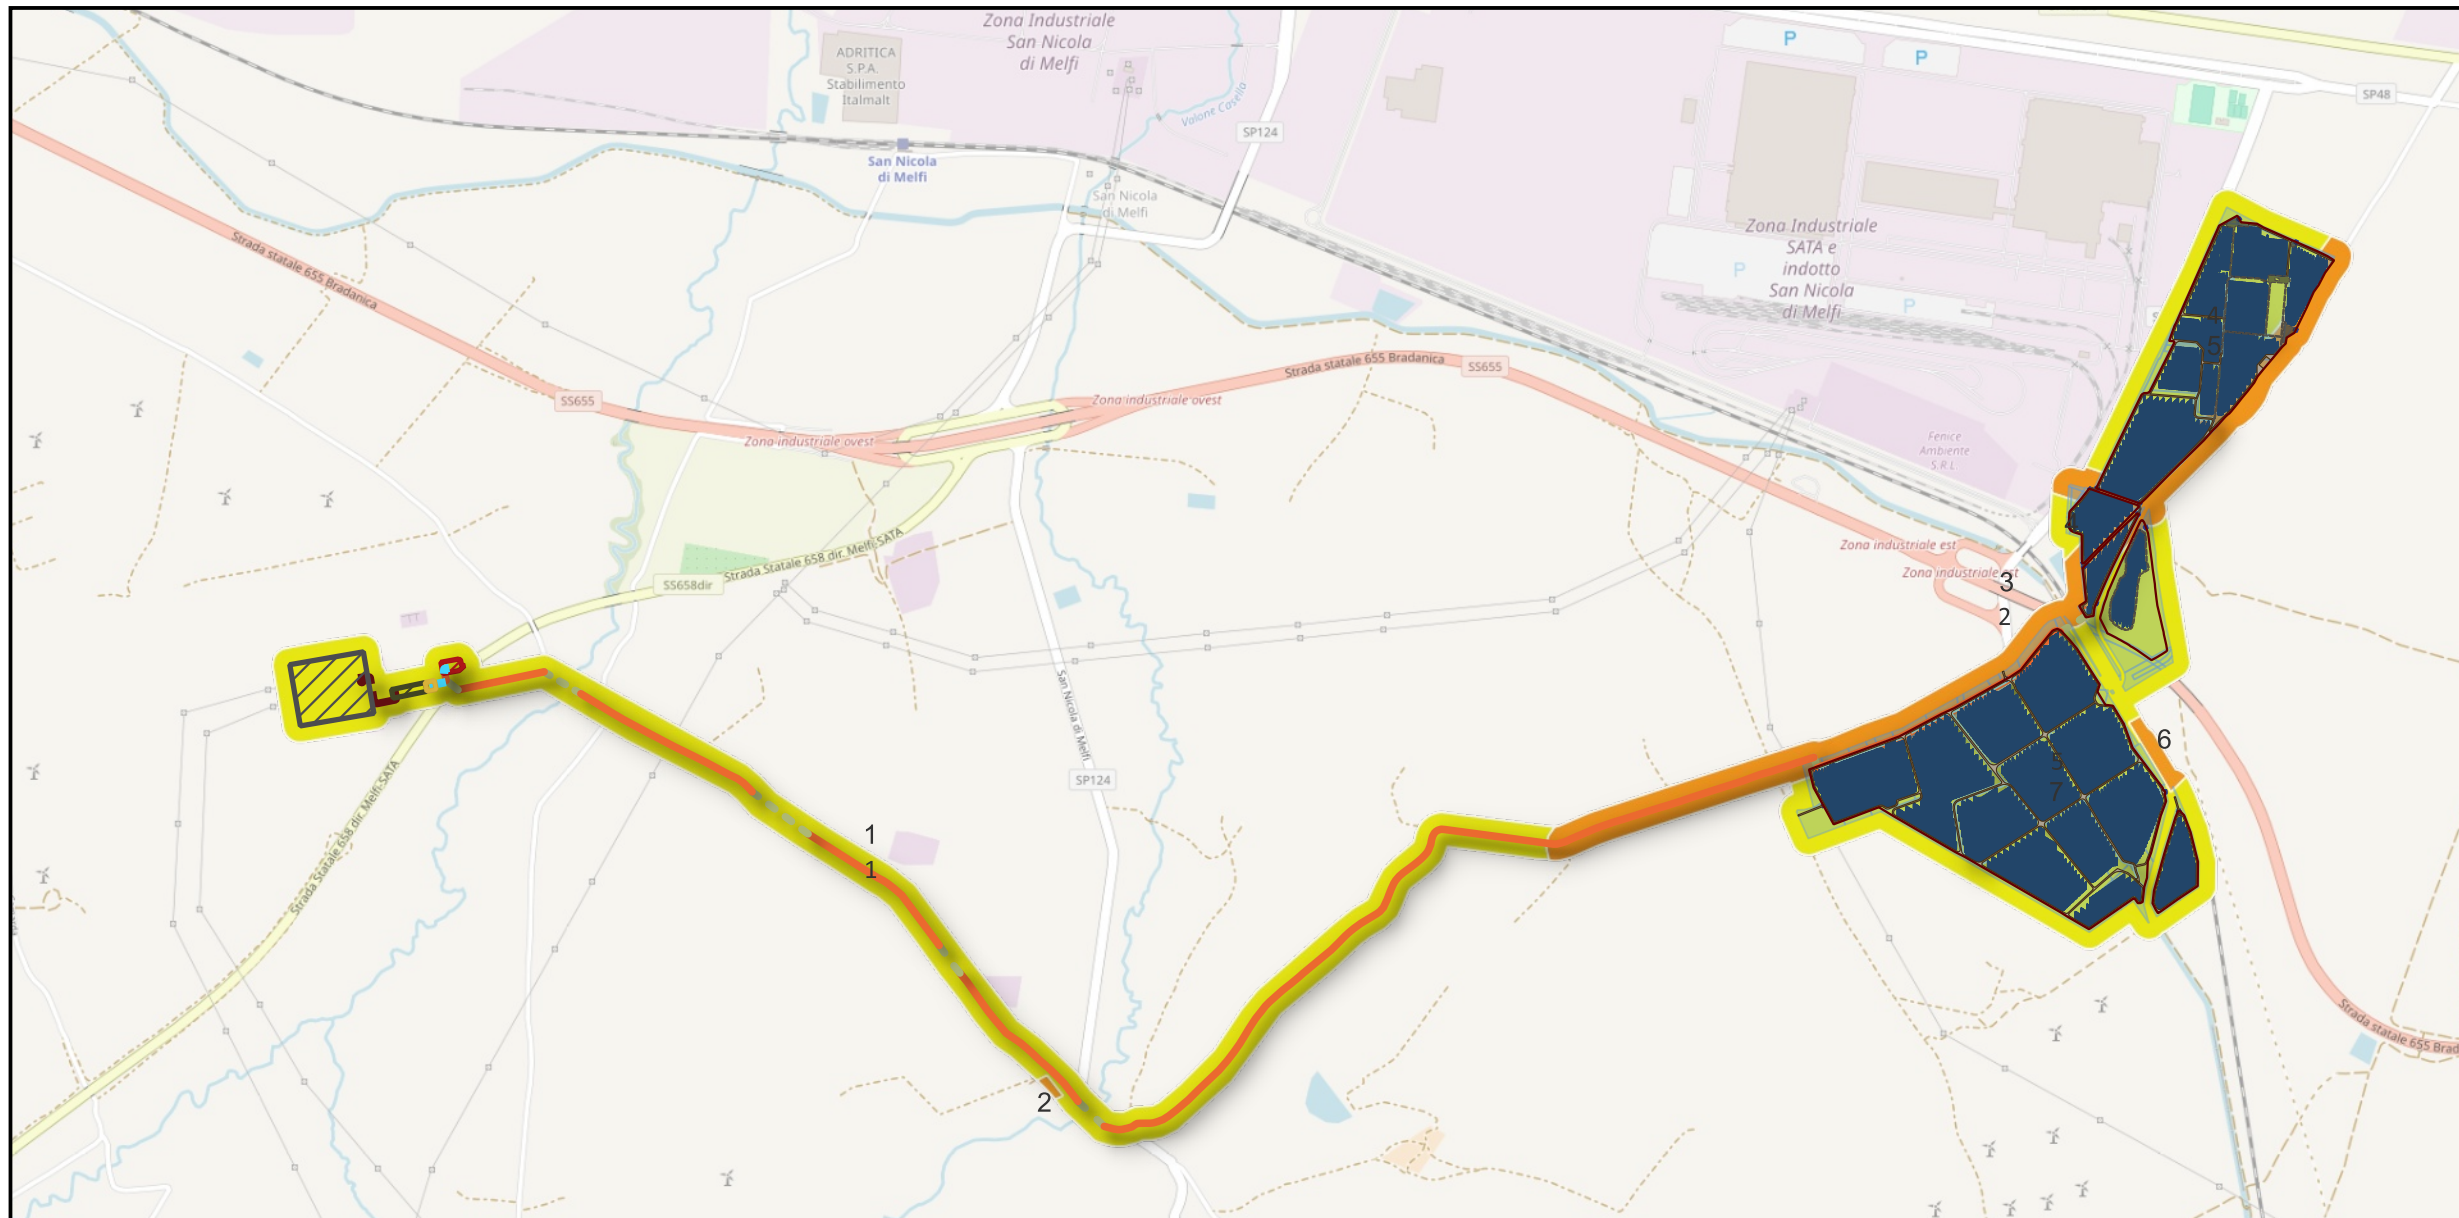 Zona Industriale
San Nicola
di Melfi
ADRITICA
S.P.A.
Stabilimento
Italmalt
P
P
SP48
Valone Casella
SP124
San Nicola
di Melfi
San Nicola
di Melfi
Zona Industriale
SATA e
indotto
San Nicola
di Melfi
P
P
Strada statale 655 Bradanica
4
5
Strada statale 655 Bradanica
SS655
SS655
Zona industriale ovest
Zona industriale ovest
Fenice
Ambiente
S.R.L.
4
Strada Statale 658 dir. Melfi-SATA
SS658dir
Zona industriale est
Zona industriale est
3
2
San Nicola di Melfi
SP124
6
7
Strada Statale 658 dir. Melfi-SATA
1
1
2
Strada statale 655 Brad